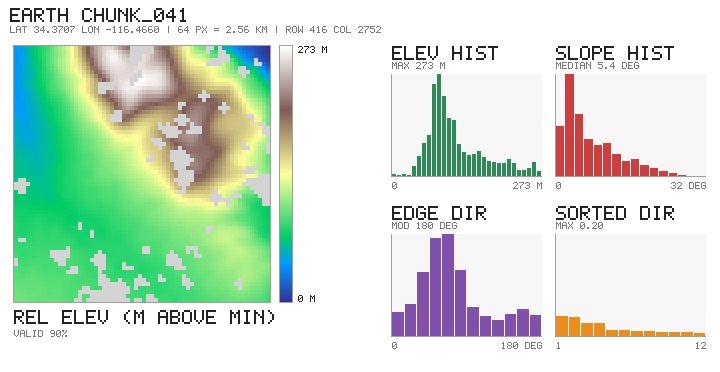 EARTH CHUNK_041
LAT 34.3707 LON -116.4660 | 64 PX = 2.56 KM | ROW 416 COL 2752
273 M
0 M
REL ELEV (M ABOVE MIN)
VALID 90%
ELEV HIST
MAX 273 M
0 273 M
SLOPE HIST
MEDIAN 5.4 DEG
0 32 DEG
EDGE DIR
MOD 180 DEG
0 180 DEG
SORTED DIR
MAX 0.20
1 12